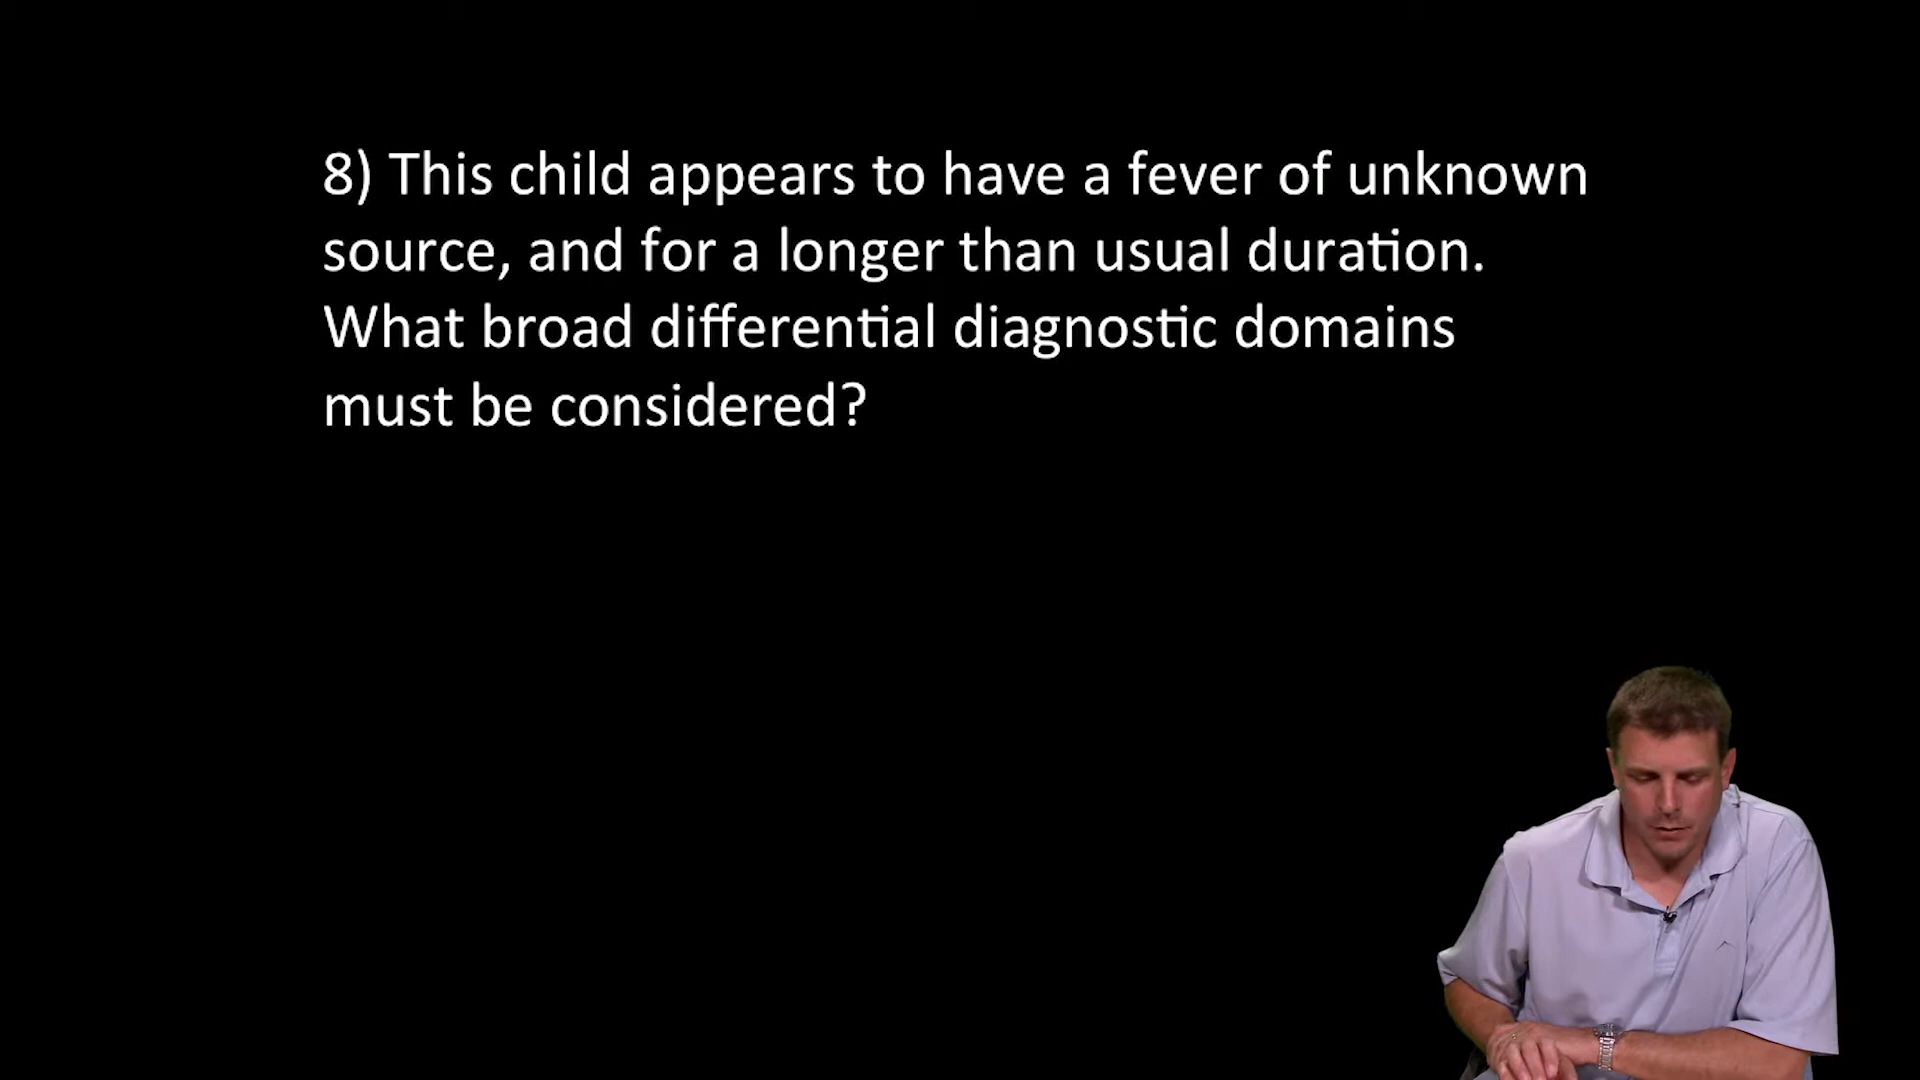 8) This child appears to have a fever of unknown
source, and for a longer than usual duration.
What broad differential diagnostic domains
must be considered?